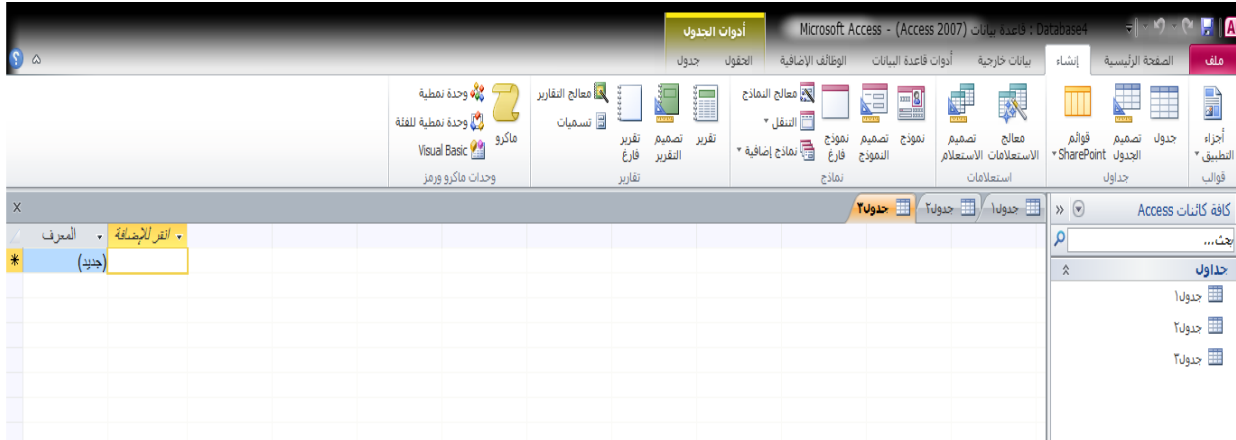 Database4 : قاعدة بيانات (Access 2007) - Microsoft Access
أدوات الجدول
ملف
الصفحة الرئيسية
إنشاء
بيانات خارجية
أدوات قاعدة البيانات
الوظائف الإضافية
الحقول
جدول
أجزاء التطبيق
قوالب
جدول
تصميم الجدول
قوائم SharePoint
جداول
معالج الاستعلامات
تصميم الاستعلام
استعلامات
نموذج
تصميم النموذج
نموذج فارغ
معالج النماذج
التنقل
نماذج إضافية
نماذج
تقرير
تصميم التقرير
تقرير فارغ
معالج التقارير
تسميات
تقارير
ماكرو
وحدة نمطية
وحدة نمطية للفئة
Visual Basic
وحدات ماكرو ورمز
كافة كائنات Access
بحث...
جداول
جدول١
جدول٢
جدول٣
جدول١
جدول٢
جدول٣
المعرف
انقر للإضافة
(جديد)